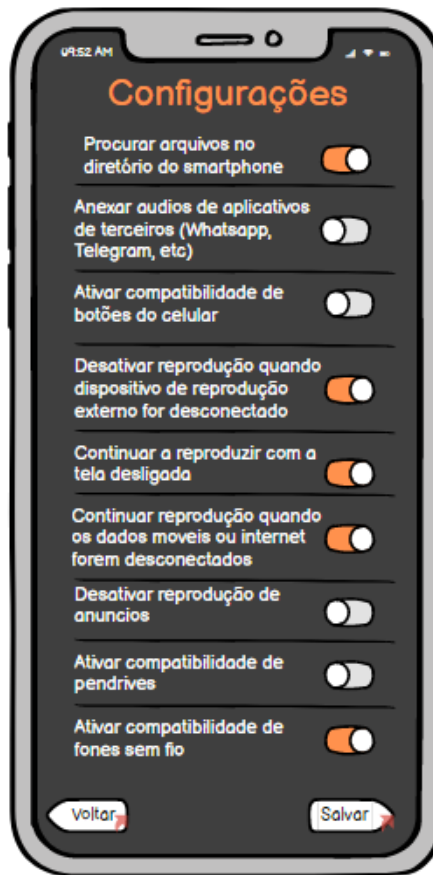 09:52 AM
Configurações
Procurar arquivos no
diretório do smartphone
Anexar audios de aplicativos
de terceiros (Whatsapp,
Telegram, etc)
Ativar compatibilidade de
botões do celular
Desativar reprodução quando
dispositivo de reprodução
externo for desconectado
Continuar a reproduzir com a
tela desligada
Continuar reprodução quando
os dados moveis ou internet
forem desconectados
Desativar reprodução de
anuncios
Ativar compatibilidade de
pendrives
Ativar compatibilidade de
fones sem fio
Voltar
Salvar